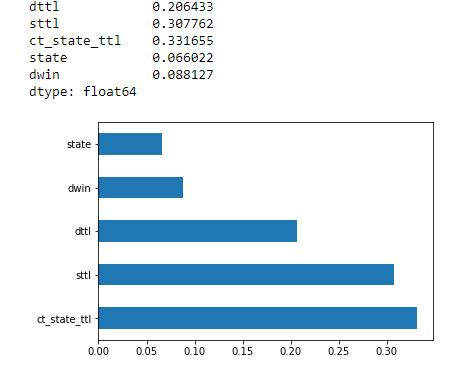 dttl 0.206433
sttl 0.307762
ct_state_ttl 0.331655
state 0.066022
dwin 0.088127
dtype: float64
state
dwin
dttl
sttl
ct_state_ttl
0.00 0.05 0.10 0.15 0.20 0.25 0.30